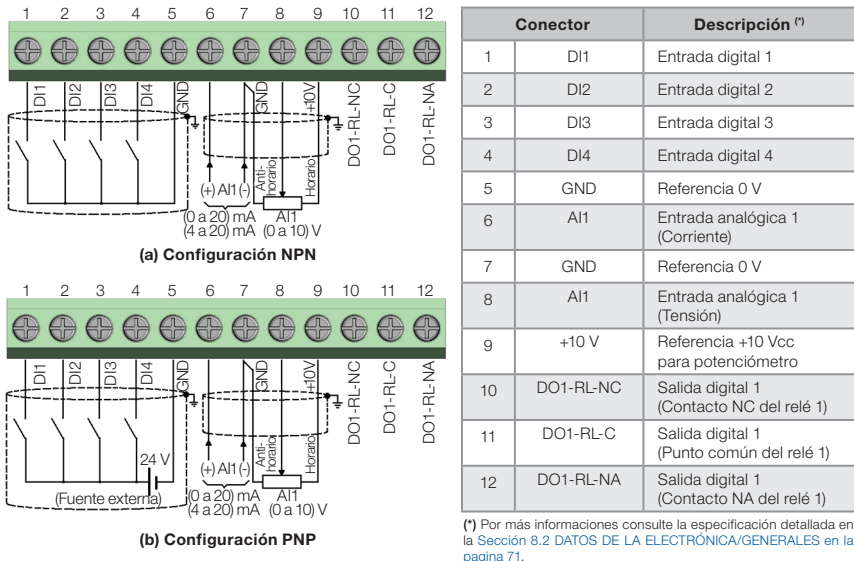 1 2 3 4 5 6 7 8 9 10 11 12
DI1
DI2
DI3
DI4
GND
GND
+10V
DO1-RL-NC
DO1-RL-C
DO1-RL-NA
Anti-
horario
Horario
(+) AI1 (-)
(0 a 20) mA
(4 a 20) mA
AI1
(0 a 10) V
(a) Configuración NPN
1 2 3 4 5 6 7 8 9 10 11 12
DI1
DI2
DI3
DI4
GND
GND
+10V
DO1-RL-NC
DO1-RL-C
DO1-RL-NA
24 V
(Fuente externa)
Anti-
horario
Horario
(+) AI1 (-)
(0 a 20) mA
(4 a 20) mA
AI1
(0 a 10) V
(b) Configuración PNP
Conector Descripción (*)
1 DI1 Entrada digital 1
2 DI2 Entrada digital 2
3 DI3 Entrada digital 3
4 DI4 Entrada digital 4
5 GND Referencia 0 V
6 AI1 Entrada analógica 1
(Corriente)
7 GND Referencia 0 V
8 AI1 Entrada analógica 1
(Tensión)
9 +10 V Referencia +10 Vcc
para potenciómetro
10 DO1-RL-NC Salida digital 1
(Contacto NC del relé 1)
11 DO1-RL-C Salida digital 1
(Punto común del relé 1)
12 DO1-RL-NA Salida digital 1
(Contacto NA del relé 1)
(*) Por más informaciones consulte la especificación detallada en
la Sección 8.2 DATOS DE LA ELECTRÓNICA/GENERALES en la
pagina 71.